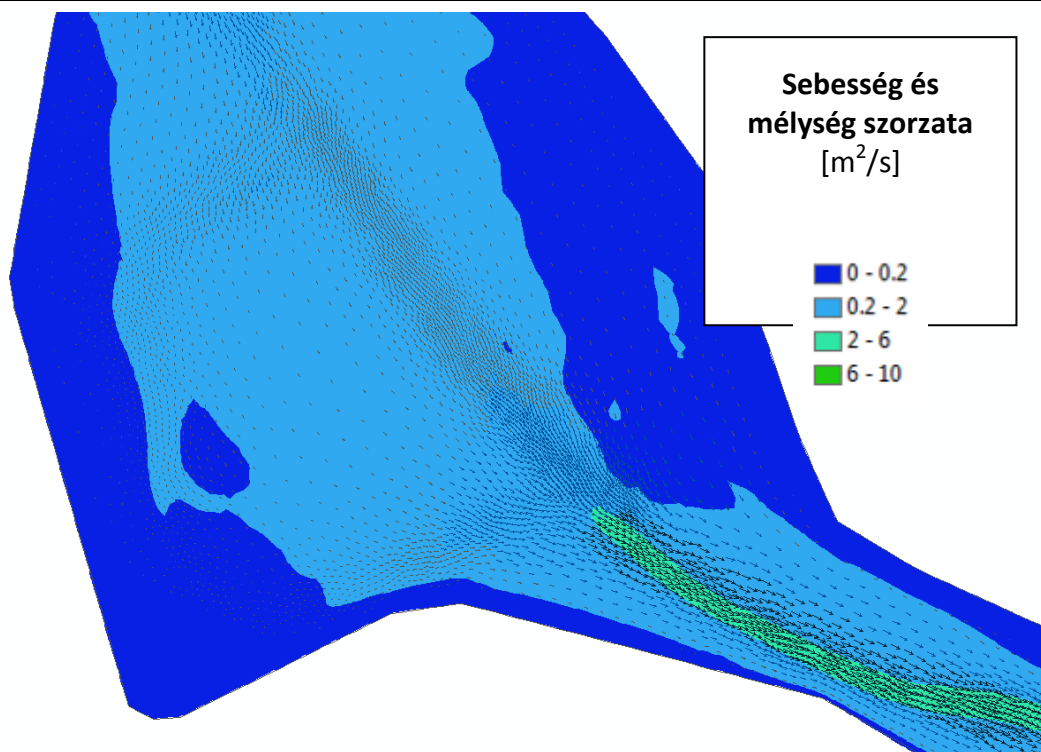 Sebesség és
mélység szorzata
[m²/s]
0 - 0.2
0.2 - 2
2 - 6
6 - 10